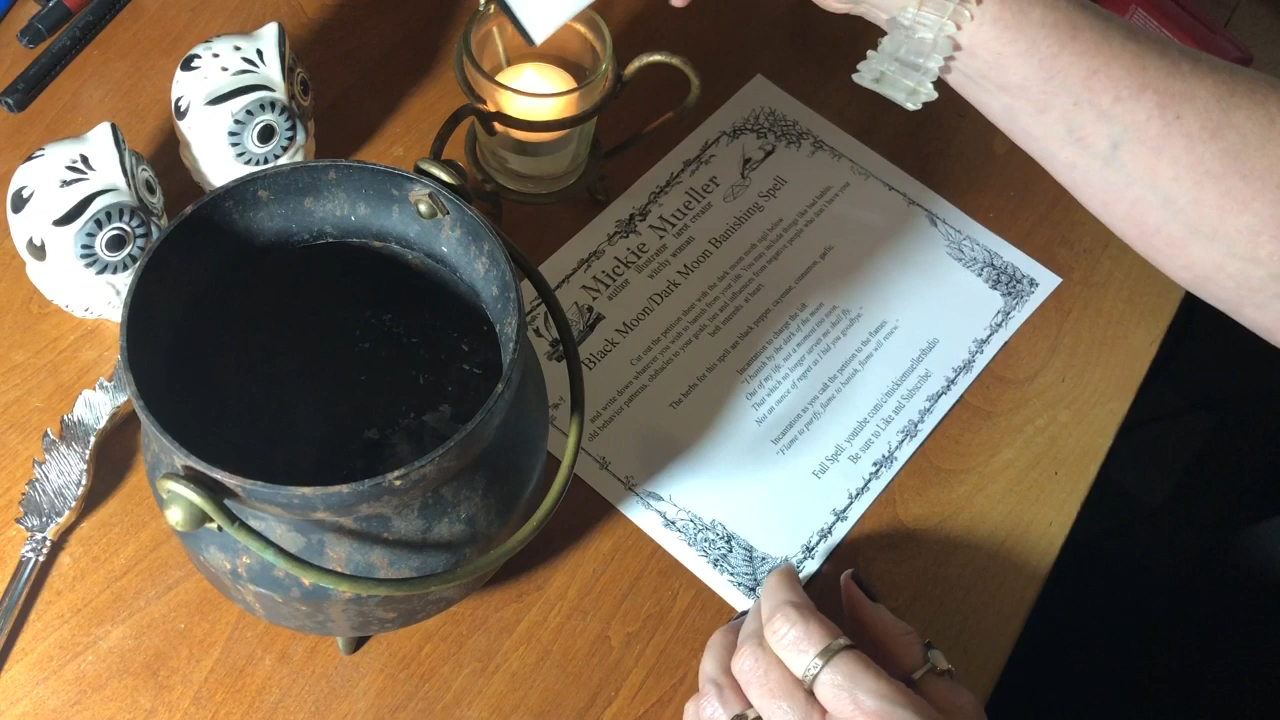 Mickie Mueller
author illustrator tarot creator
witchy woman
Black Moon/Dark Moon Banishing Spell
Cut out the petition sheet with the dark moon month sigil below
and write down whatever you wish to banish from your life. You may include things like bad habits,
old behavior patterns, obstacles to your goals, ties and influences from negative people who don't have your
best interests at heart.
The herbs for this spell are black pepper, cayenne, cinnamon, garlic.
Incantation to charge the
"I banish by the dark of the moon
Out of my life, not a moment too soon,
That which no longer serves me shall fly,
Not an ounce of regret as I bid you goodbye."
Incantation as you the petition to the flames:
"Flame to purify, flame to banish, flame will renew."
Full Spell: youtube.com/c/mickiemuellerstudio
Be sure to Like and Subscribe!